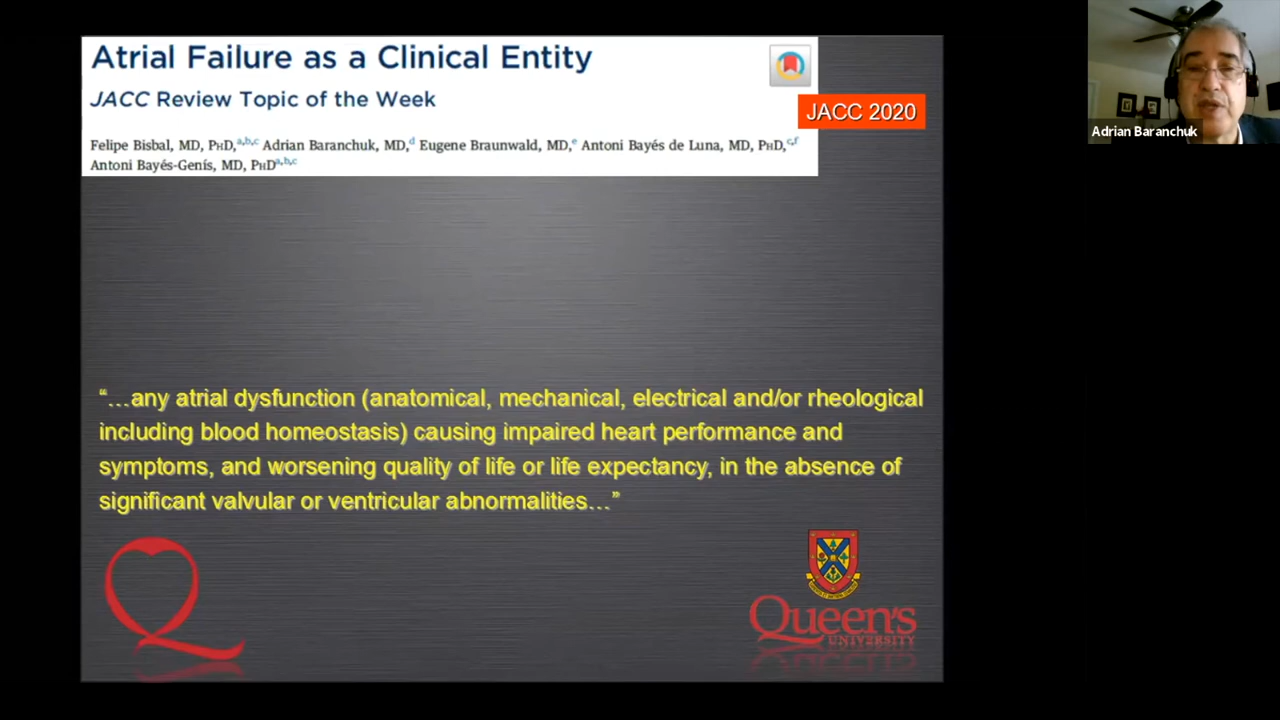 Atrial Failure as a Clinical Entity
JACC Review Topic of the Week
JACC 2020
Felipe Bisbal, MD, PHD,a,b,c Adrian Baranchuk, MD,d Eugene Braunwald, MD,e Antoni Bayés de Luna, MD, PHD,c,f
Antoni Bayés-Genís, MD, PHDa,b,c
Adrian Baranchuk
“…any atrial dysfunction (anatomical, mechanical, electrical and/or rheological
including blood homeostasis) causing impaired heart performance and
symptoms, and worsening quality of life or life expectancy, in the absence of
significant valvular or ventricular abnormalities…”
Queen's
UNIVERSITY